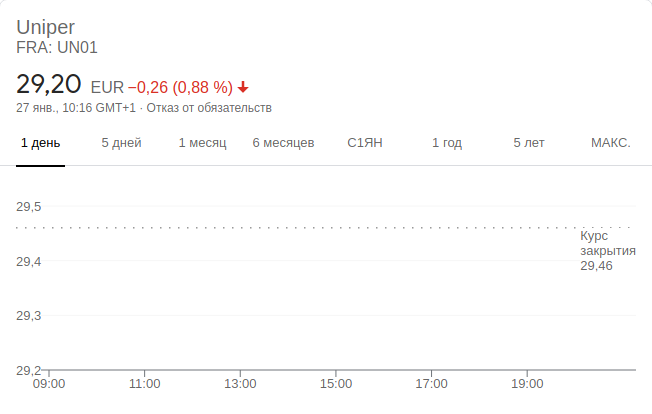 Uniper
FRA: UN01
29,20 EUR −0,26 (0,88 %)
27 янв., 10:16 GMT+1 · Отказ от обязательств
1 день 5 дней 1 месяц 6 месяцев С1ЯН 1 год 5 лет МАКС.
29,5
Курс
закрытия
29,46
29,4
29,3
29,2
09:00 11:00 13:00 15:00 17:00 19:00